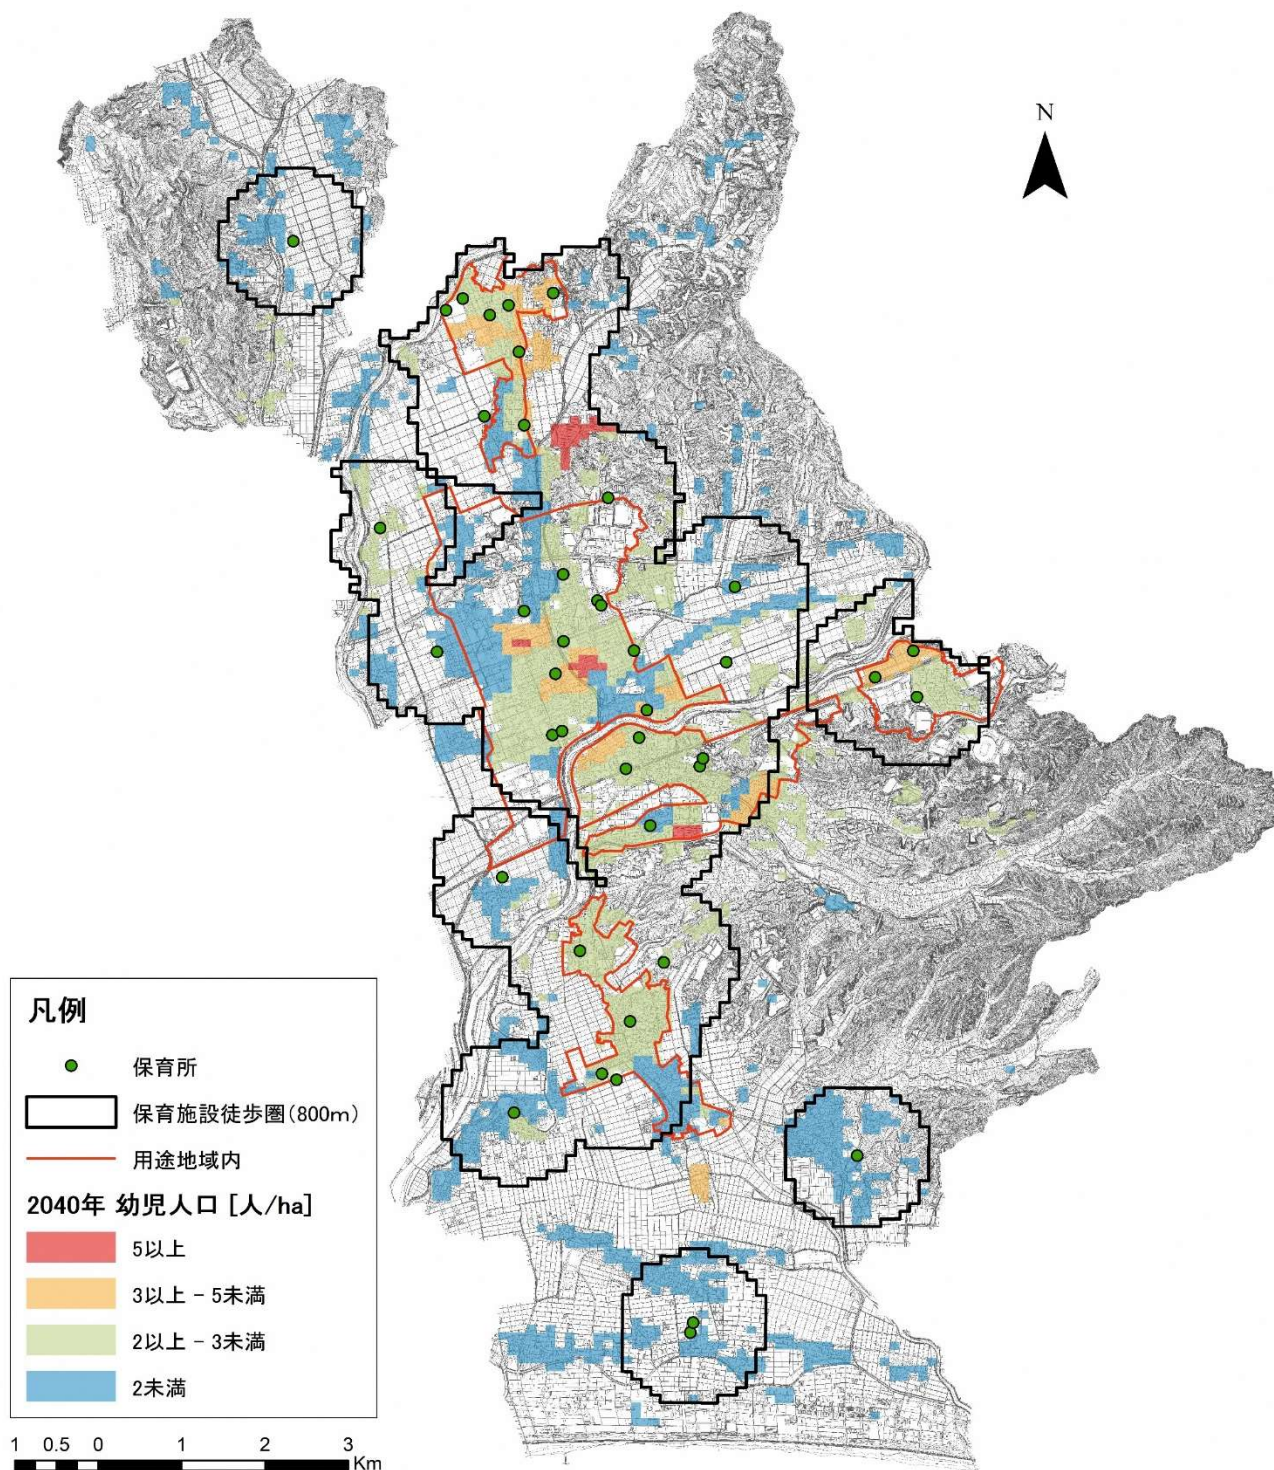 N
凡例
保育所
保育施設徒歩圏(800m)
用途地域内
2040年 幼児人口 [人/ha]
5以上
3以上 - 5未満
2以上 - 3未満
2未満
1 0.5 0 1 2 3
Km